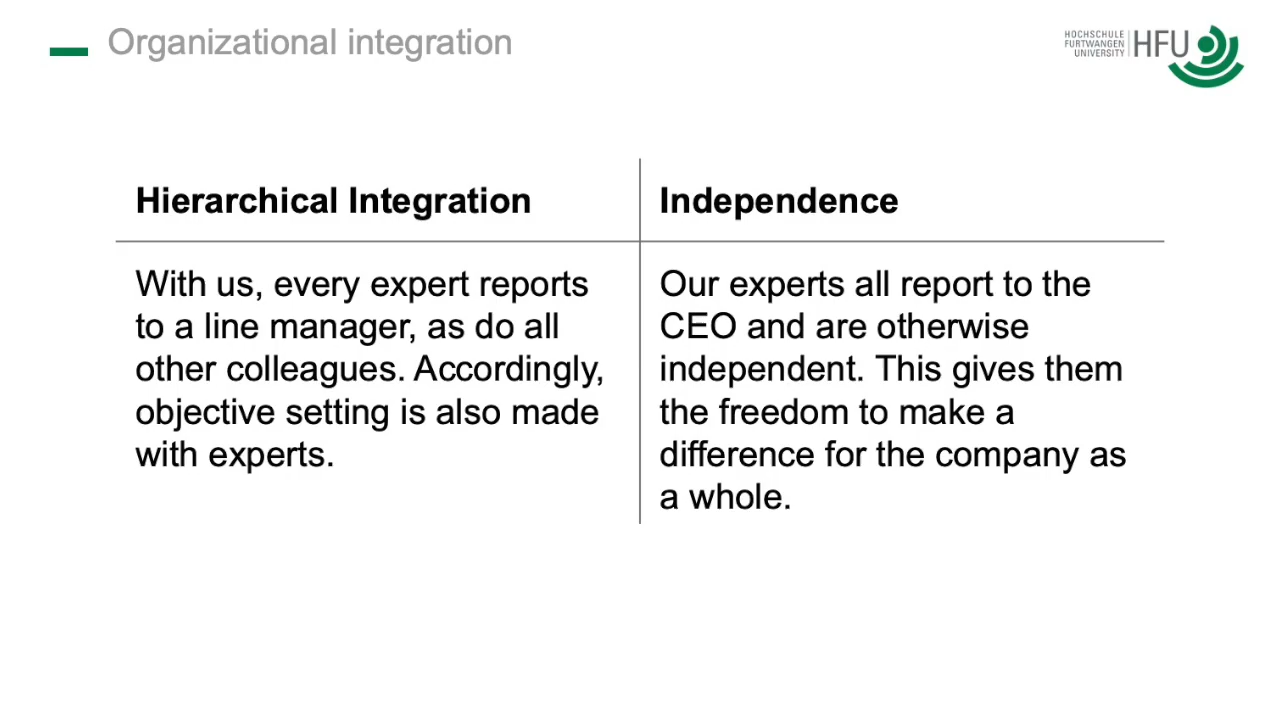 Organizational integration
HOCHSCHULE
FURTWANGEN
UNIVERSITY
HFU
Hierarchical Integration
With us, every expert reports
to a line manager, as do all
other colleagues. Accordingly,
objective setting is also made
with experts.
Independence
Our experts all report to the
CEO and are otherwise
independent. This gives them
the freedom to make a
difference for the company as
a whole.